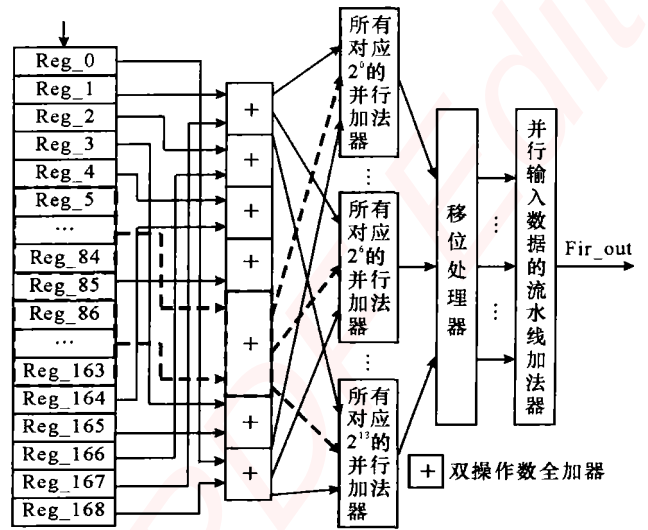 Reg_0
Reg_1
Reg_2
Reg_3
Reg_4
Reg_5
...
Reg_84
Reg_85
Reg_86
...
Reg_163
Reg_164
Reg_165
Reg_166
Reg_167
Reg_168
+
+
+
+
+
+
+
所有
对应
2⁰的
并行
加法
器
...
所有
对应
2⁶的
并行
加法
器
...
所有
对应
2¹³的
并行
加法
器
移位处理器
...
...
并行输入数据的流水线加法器
Fir_out
+ 双操作数全加器